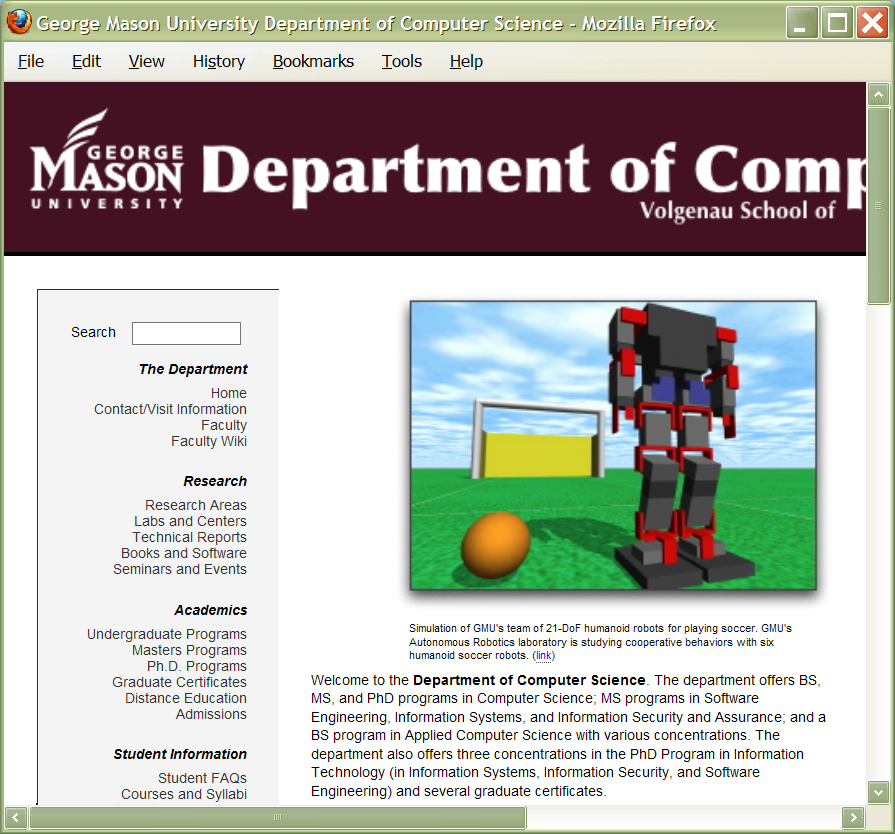 George Mason University Department of Computer Science - Mozilla Firefox
File Edit View History Bookmarks Tools Help
GEORGE
MASON
UNIVERSITY
Department of Comp
Volgenau School of
Search
The Department
Home
Contact/Visit Information
Faculty
Faculty Wiki
Research
Research Areas
Labs and Centers
Technical Reports
Books and Software
Seminars and Events
Academics
Undergraduate Programs
Masters Programs
Ph.D. Programs
Graduate Certificates
Distance Education
Admissions
Student Information
Student FAQs
Courses and Syllabi
Simulation of GMU's team of 21-DoF humanoid robots for playing soccer. GMU's
Autonomous Robotics laboratory is studying cooperative behaviors with six
humanoid soccer robots. (link)
Welcome to the Department of Computer Science. The department offers BS,
MS, and PhD programs in Computer Science; MS programs in Software
Engineering, Information Systems, and Information Security and Assurance; and a
BS program in Applied Computer Science with various concentrations. The
department also offers three concentrations in the PhD Program in Information
Technology (in Information Systems, Information Security, and Software
Engineering) and several graduate certificates.